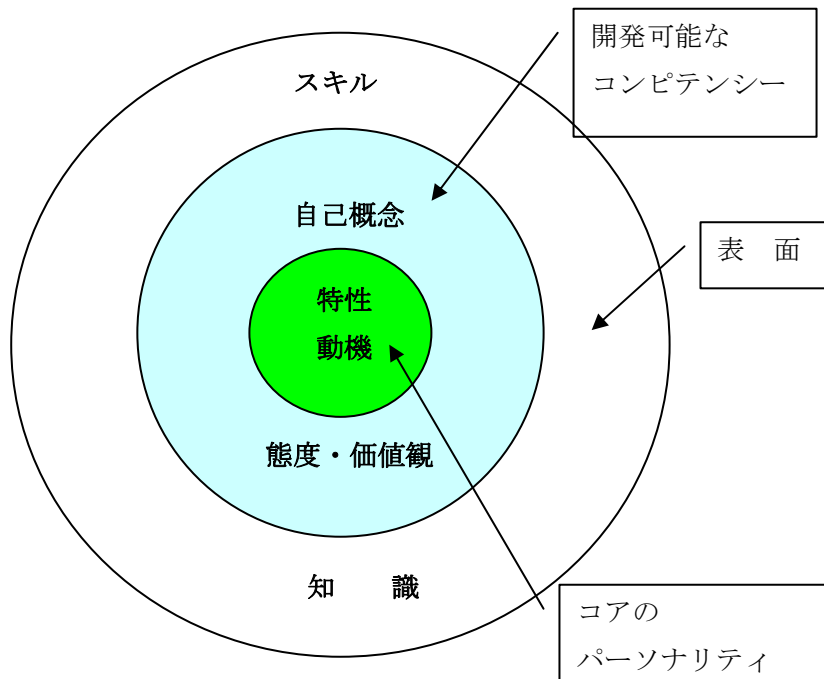 開発可能な
コンピテンシー
スキル
自己概念
表　面
特性
動機
態度・価値観
知　　識
コアの
パーソナリティ